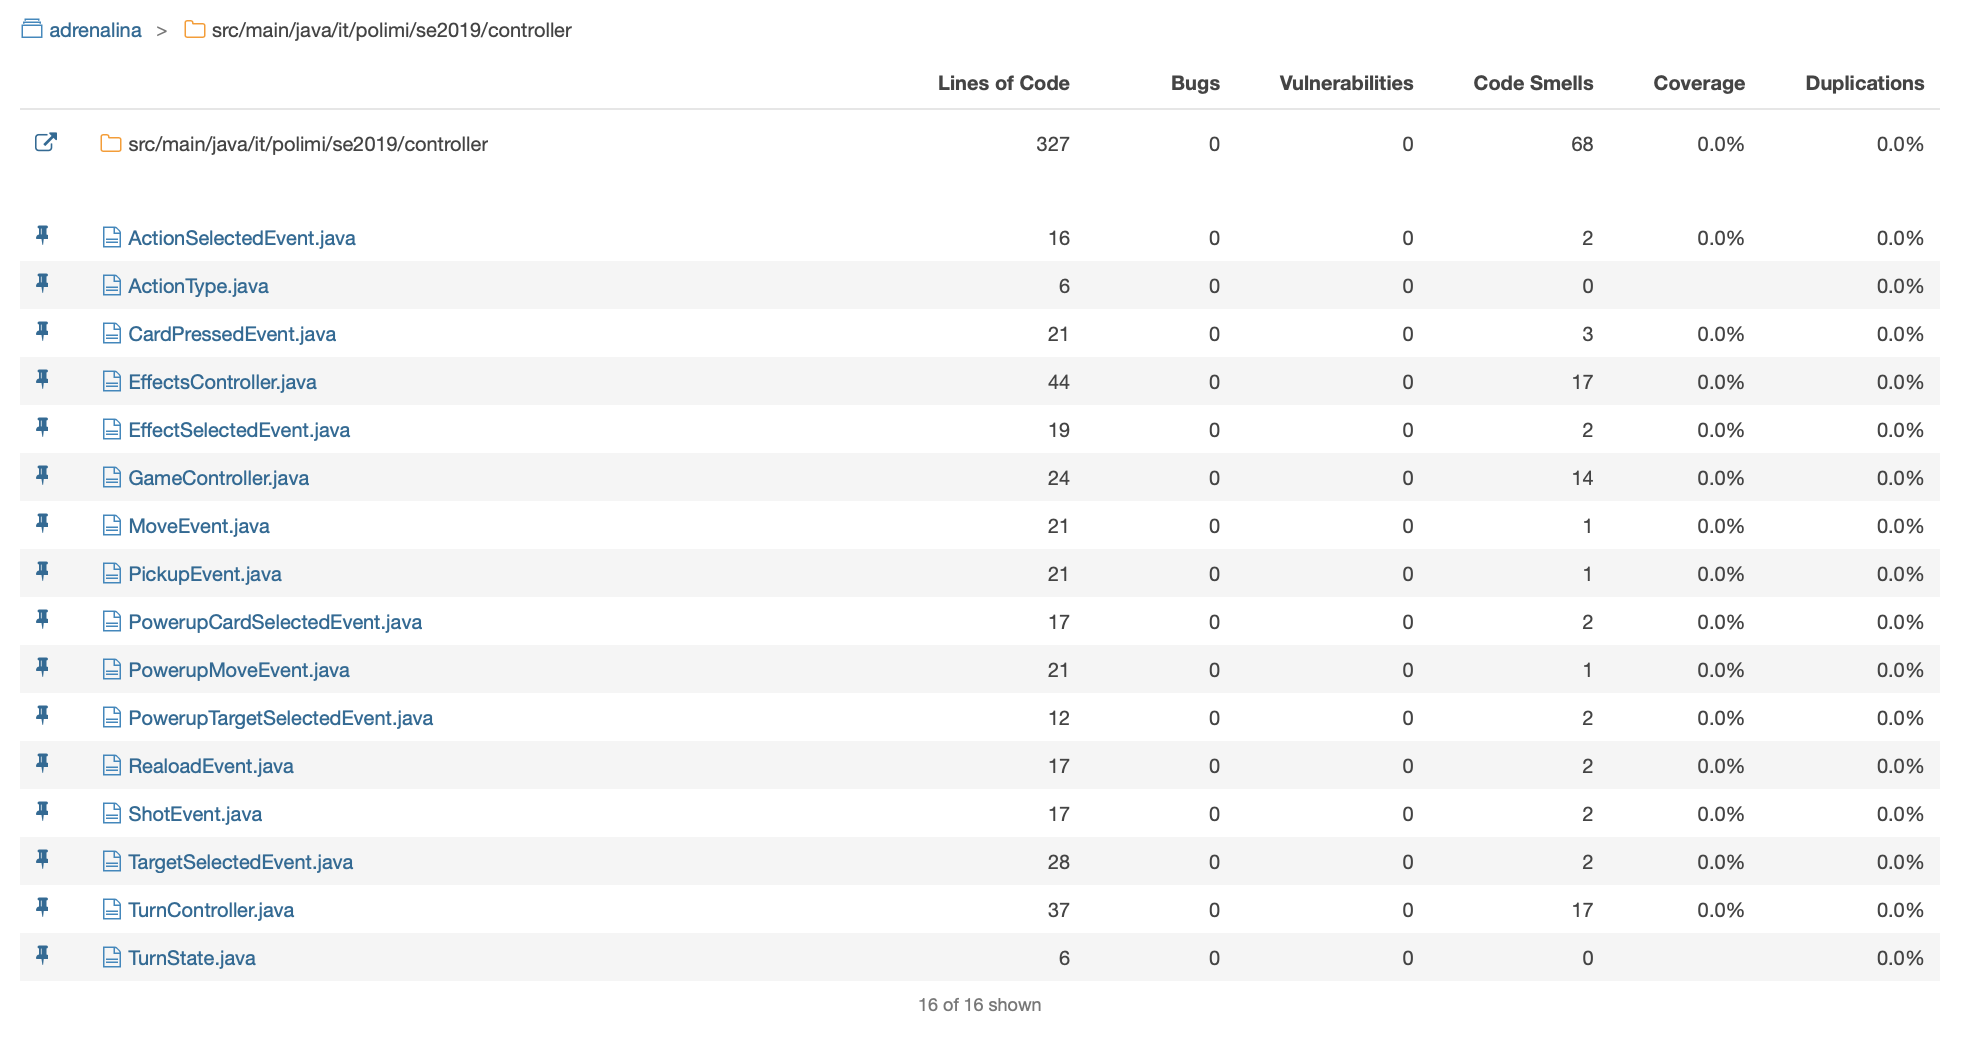 adrenalina > src/main/java/it/polimi/se2019/controller
Lines of Code Bugs Vulnerabilities Code Smells Coverage Duplications
src/main/java/it/polimi/se2019/controller 327 0 0 68 0.0% 0.0%
ActionSelectedEvent.java 16 0 0 2 0.0% 0.0%
ActionType.java 6 0 0 0 0.0%
CardPressedEvent.java 21 0 0 3 0.0% 0.0%
EffectsController.java 44 0 0 17 0.0% 0.0%
EffectSelectedEvent.java 19 0 0 2 0.0% 0.0%
GameController.java 24 0 0 14 0.0% 0.0%
MoveEvent.java 21 0 0 1 0.0% 0.0%
PickupEvent.java 21 0 0 1 0.0% 0.0%
PowerupCardSelectedEvent.java 17 0 0 2 0.0% 0.0%
PowerupMoveEvent.java 21 0 0 1 0.0% 0.0%
PowerupTargetSelectedEvent.java 12 0 0 2 0.0% 0.0%
RealoadEvent.java 17 0 0 2 0.0% 0.0%
ShotEvent.java 17 0 0 2 0.0% 0.0%
TargetSelectedEvent.java 28 0 0 2 0.0% 0.0%
TurnController.java 37 0 0 17 0.0% 0.0%
TurnState.java 6 0 0 0 0.0%
16 of 16 shown